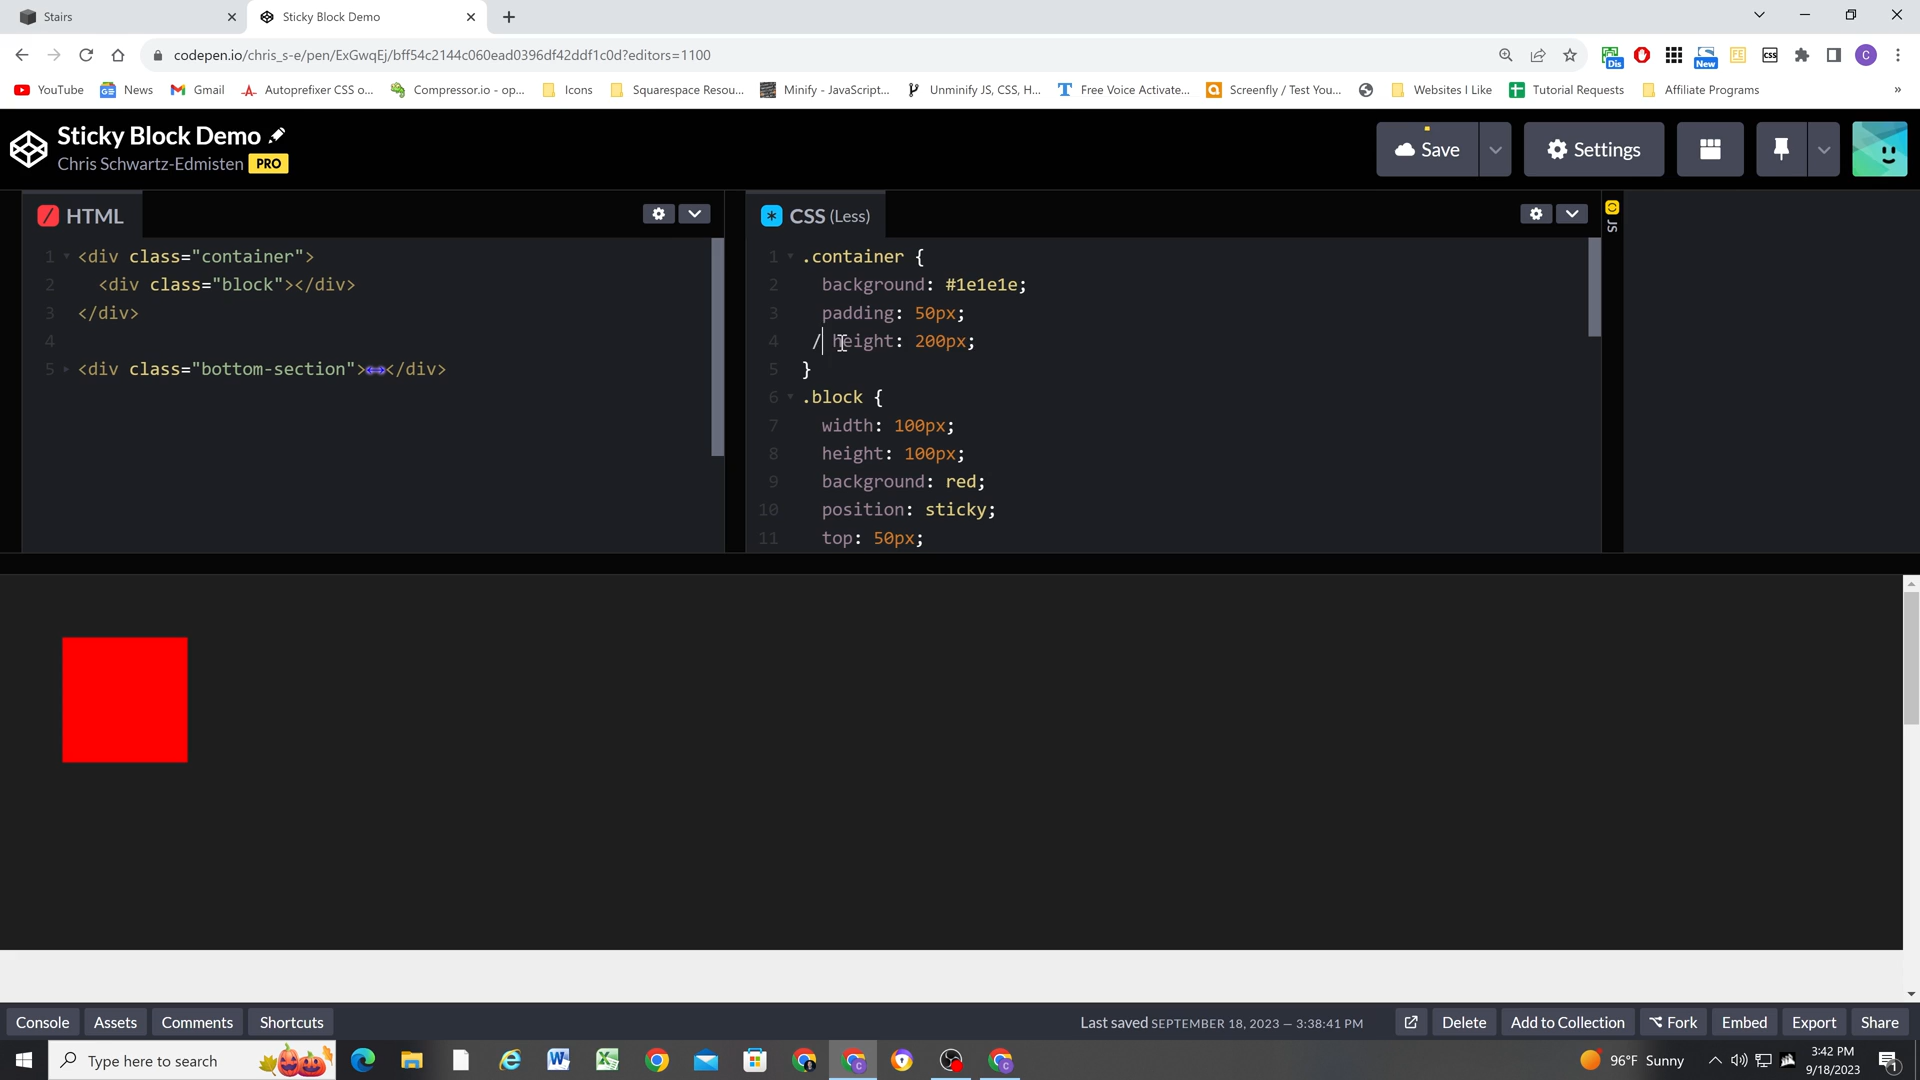 Stairs
Sticky Block Demo
codepen.io/chris_s-e/pen/ExGwqEj/bff54c2144c060ead0396df42ddf1c0d?editors=1100
Dis
New
FE
CSS
C
YouTube
GE News
Gmail
Autoprefixer CSS o...
Compressor.io - op...
Icons
Squarespace Resou...
Minify - JavaScript...
Unminify JS, CSS, H...
Free Voice Activate...
Screenfly / Test You...
Websites I Like
Tutorial Requests
Affiliate Programs
»
Sticky Block Demo
Chris Schwartz-Edmisten PRO
Save
Settings
HTML
CSS (Less)
JS
1 <div class="container">
2 <div class="block"></div>
3 </div>
4
5 <div class="bottom-section">↔</div>
1 .container {
2 background: #1e1e1e;
3 padding: 50px;
4 / height: 200px;
5 }
6 .block {
7 width: 100px;
8 height: 100px;
9 background: red;
10 position: sticky;
11 top: 50px;
Console
Assets
Comments
Shortcuts
Last saved SEPTEMBER 18, 2023 — 3:38:41 PM
Delete
Add to Collection
Fork
Embed
Export
Share
Type here to search
96°F Sunny
3:42 PM
9/18/2023
1